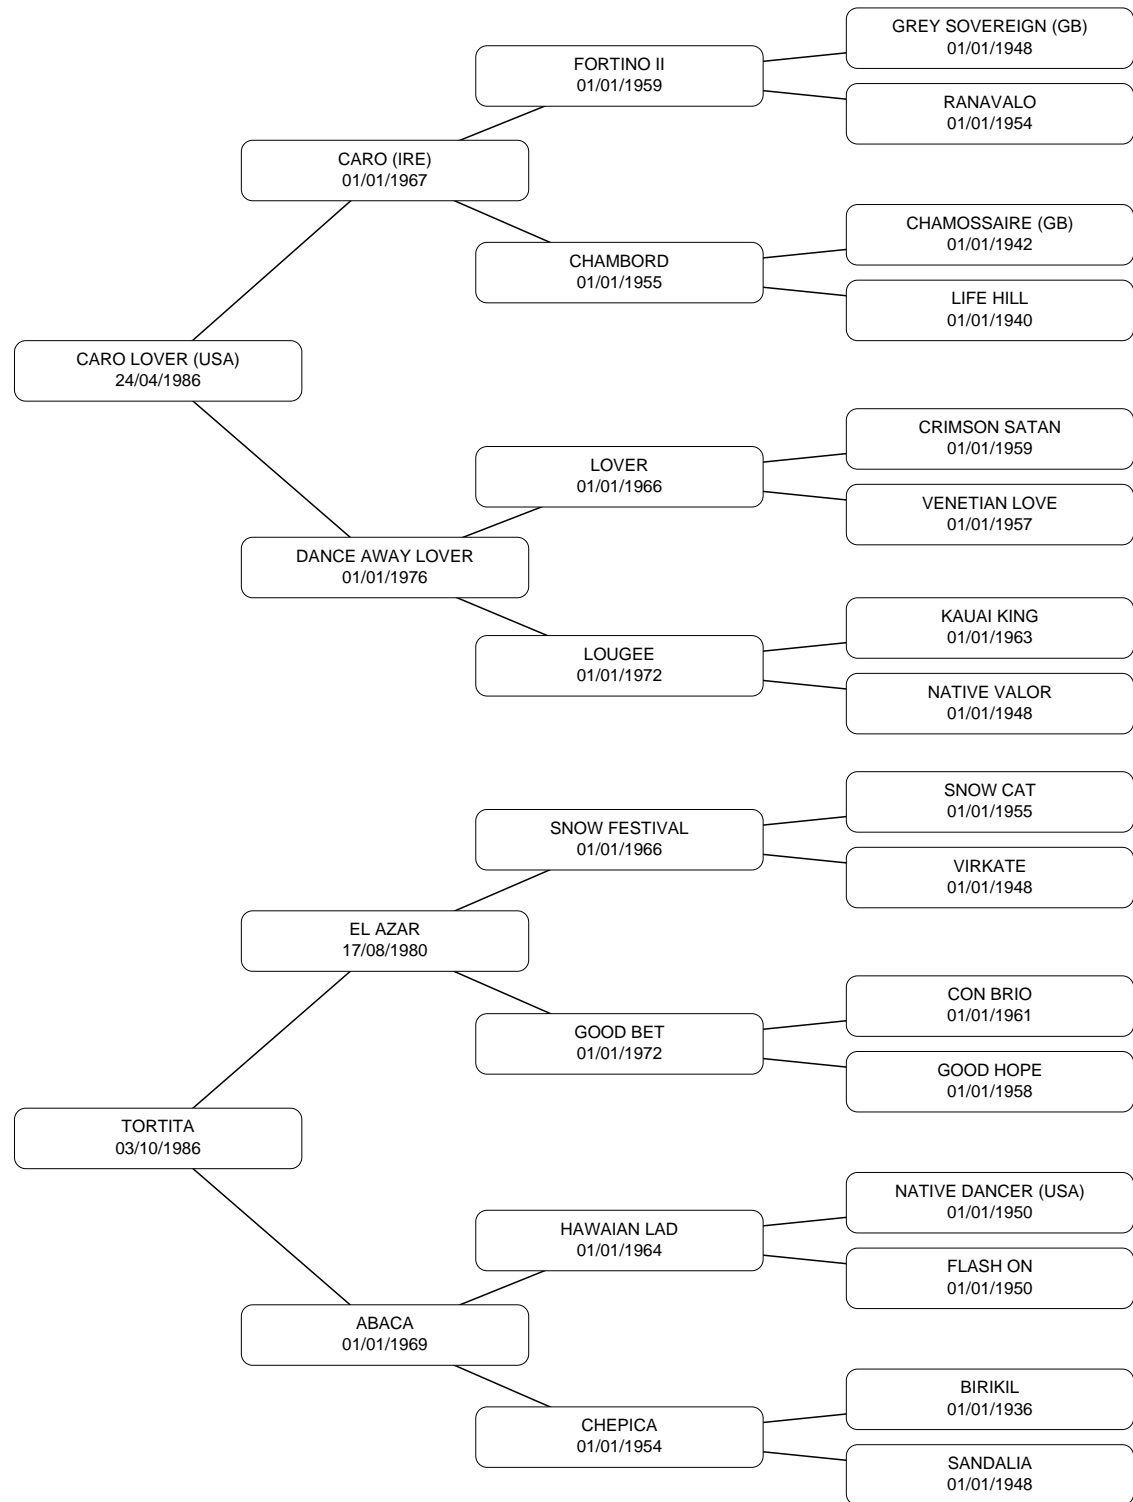 GREY SOVEREIGN (GB)
01/01/1948
FORTINO II
01/01/1959
RANAVALO
01/01/1954
CARO (IRE)
01/01/1967
CHAMOSSAIRE (GB)
01/01/1942
CHAMBORD
01/01/1955
LIFE HILL
01/01/1940
CARO LOVER (USA)
24/04/1986
CRIMSON SATAN
01/01/1959
LOVER
01/01/1966
VENETIAN LOVE
01/01/1957
DANCE AWAY LOVER
01/01/1976
KAUAI KING
01/01/1963
LOUGEE
01/01/1972
NATIVE VALOR
01/01/1948
SNOW CAT
01/01/1955
SNOW FESTIVAL
01/01/1966
VIRKATE
01/01/1948
EL AZAR
17/08/1980
CON BRIO
01/01/1961
GOOD BET
01/01/1972
GOOD HOPE
01/01/1958
TORTITA
03/10/1986
NATIVE DANCER (USA)
01/01/1950
HAWAIAN LAD
01/01/1964
FLASH ON
01/01/1950
ABACA
01/01/1969
BIRIKIL
01/01/1936
CHEPICA
01/01/1954
SANDALIA
01/01/1948